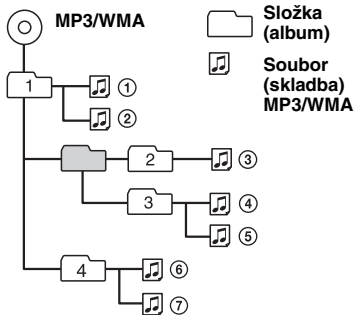 MP3/WMA
Složka
(album)
Soubor
(skladba)
MP3/WMA
1
①
②
2
③
3
④
⑤
4
⑥
⑦